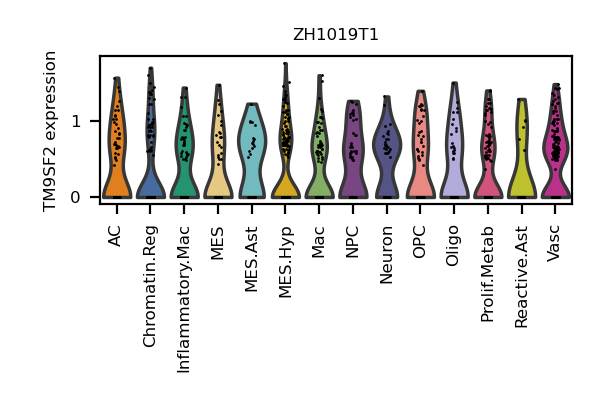 ZH1019T1
TM9SF2 expression
1
0
AC
Chromatin.Reg
Inflammatory.Mac
MES
MES.Ast
MES.Hyp
Mac
NPC
Neuron
OPC
Oligo
Prolif.Metab
Reactive.Ast
Vasc